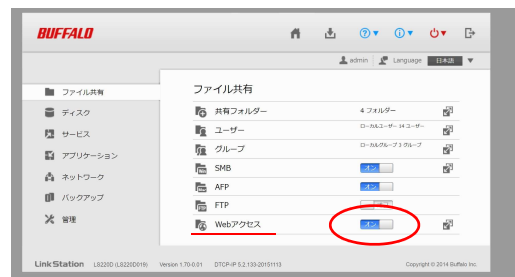 BUFFALO
admin Language 日本語
ファイル共有
ディスク
サービス
アプリケーション
ネットワーク
バックアップ
管理
ファイル共有
共有フォルダー 4 フォルダー
ユーザー ローカルユーザー 14 ユーザー
グループ ローカルグループ 3 グループ
SMB オン
AFP オン
FTP オフ
Webアクセス オン
LinkStation LS220D (LS220D019) Version 1.70-0.01 DTCP-IP 5.2.133-20151113 Copyright © 2014 Buffalo Inc.